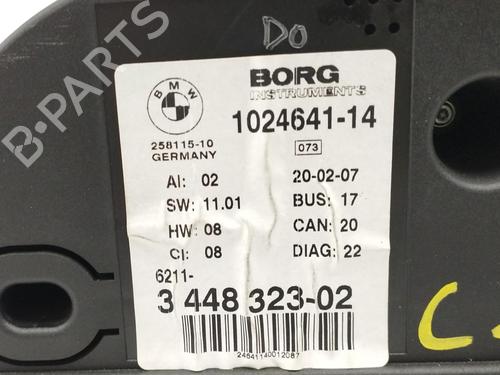 DO
B-PARTS
BMW
BORG
INSTRUMENTS
1024641-14
258115-10
GERMANY
073
AI: 02
20-02-07
SW: 11.01
BUS: 17
HW: 08
CAN: 20
CI: 08
DIAG: 22
6211-
3 448 323-02
24641140012087